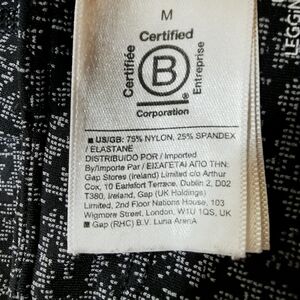 M
Certified
Certifiée
Entreprise
B
Corporation
US/GB: 75% NYLON, 25% SPANDEX
/ ELASTANE
DISTRIBUIDO POR / Imported
By/Importe par / ΕΙΣΑΓΕΤΑΙ ΑΠΟ ΤΗΝ:
Gap Stores (Ireland) Limited c/o Arthur
Cox, 10 Earlsfort Terrace, Dublin 2, D02
T380, Ireland, Gap (UK Holdings)
Limited, 2nd Floor Nations House, 103
Wigmore Street, London, W1U 1QS, UK
Gap (RHC) B.V. Luna ArenA
LEGGIN